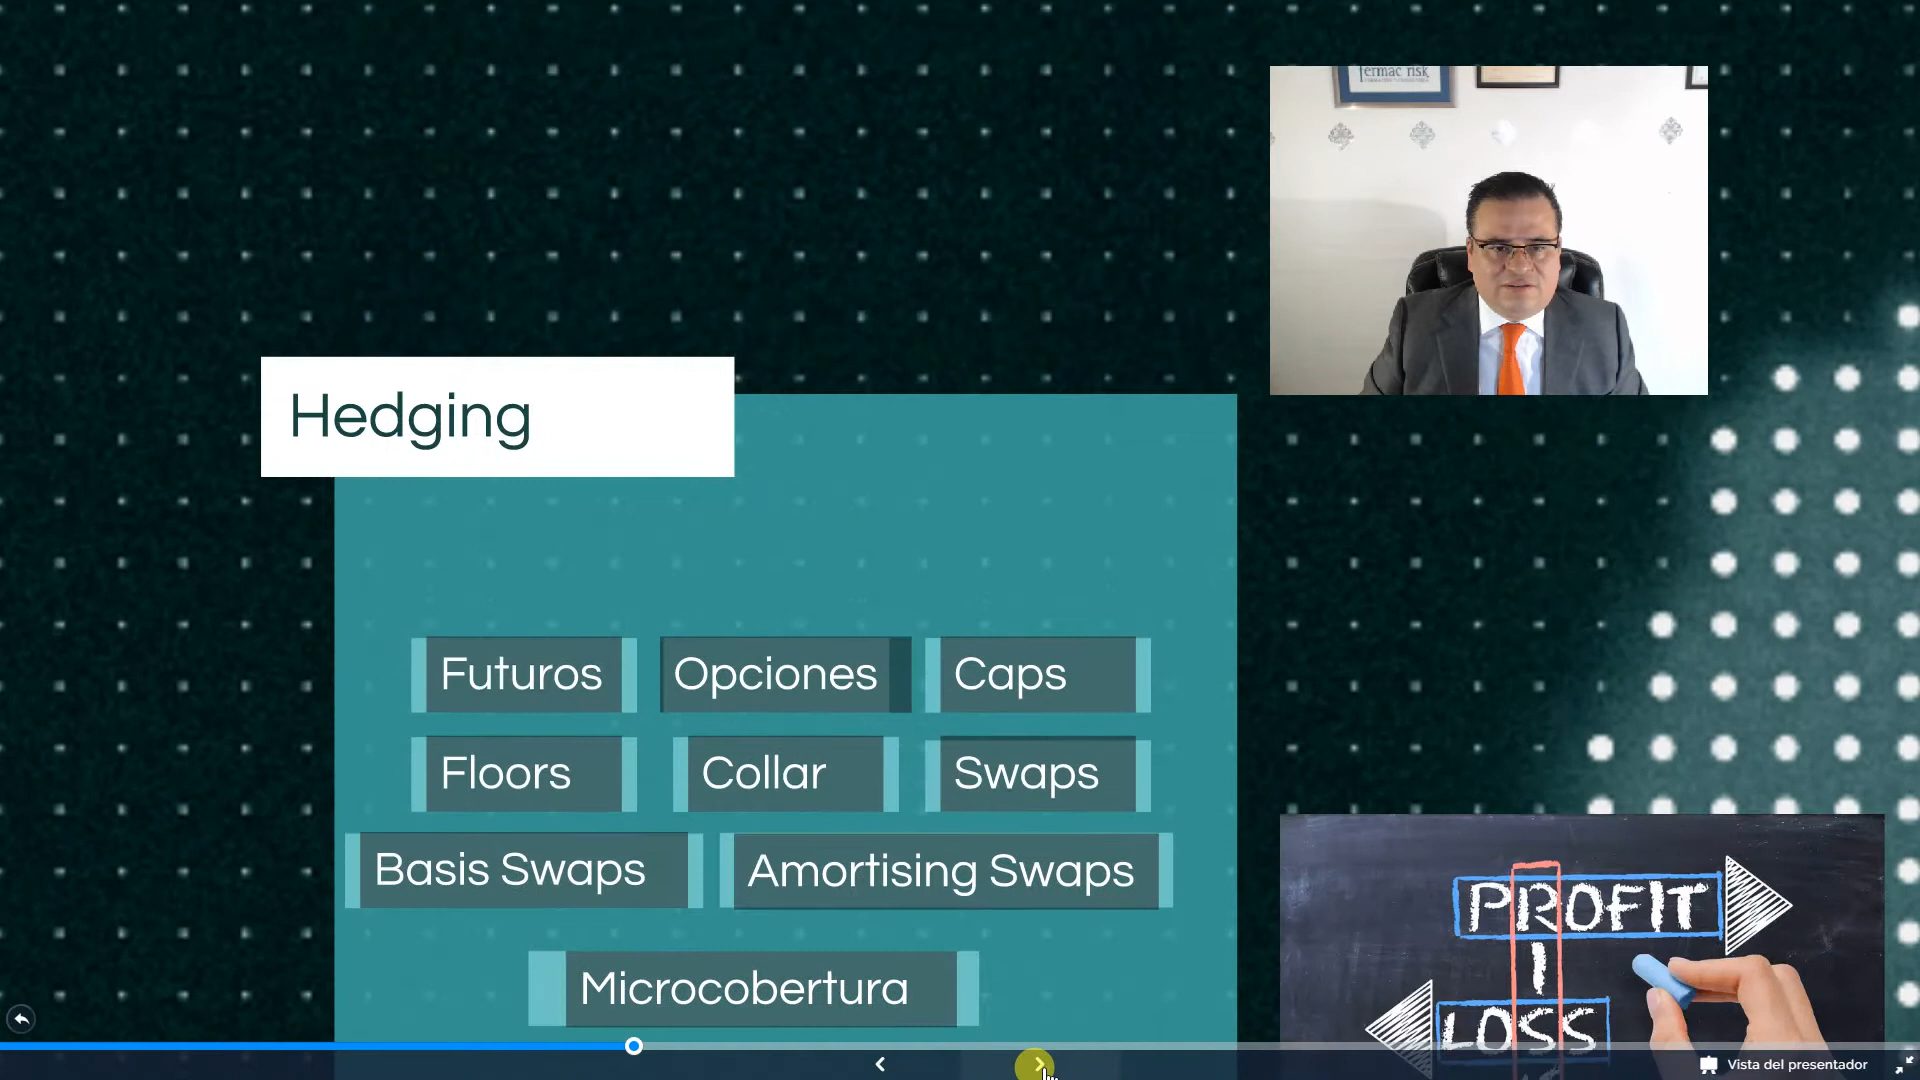 ermac risk
Hedging
Futuros
Opciones
Caps
Floors
Collar
Swaps
Basis Swaps
Amortising Swaps
Microcobertura
PROFIT
I
LOSS
Vista del presentador